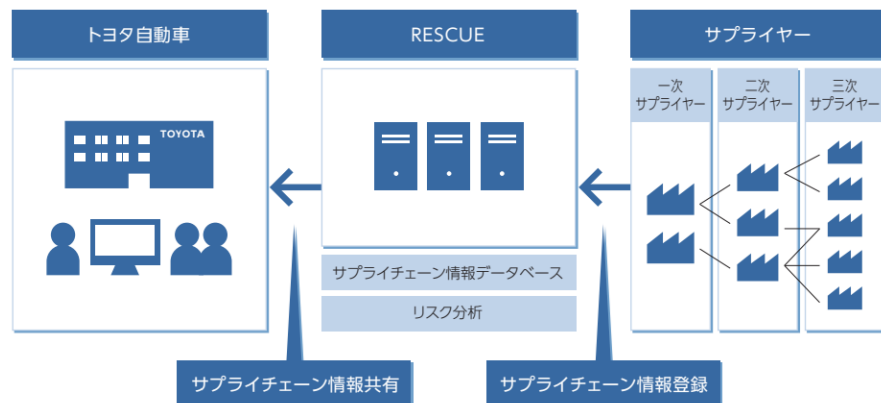 トヨタ自動車
RESCUE
サプライヤー
一次
サプライヤー
二次
サプライヤー
三次
サプライヤー
TOYOTA
サプライチェーン情報データベース
リスク分析
サプライチェーン情報共有
サプライチェーン情報登録